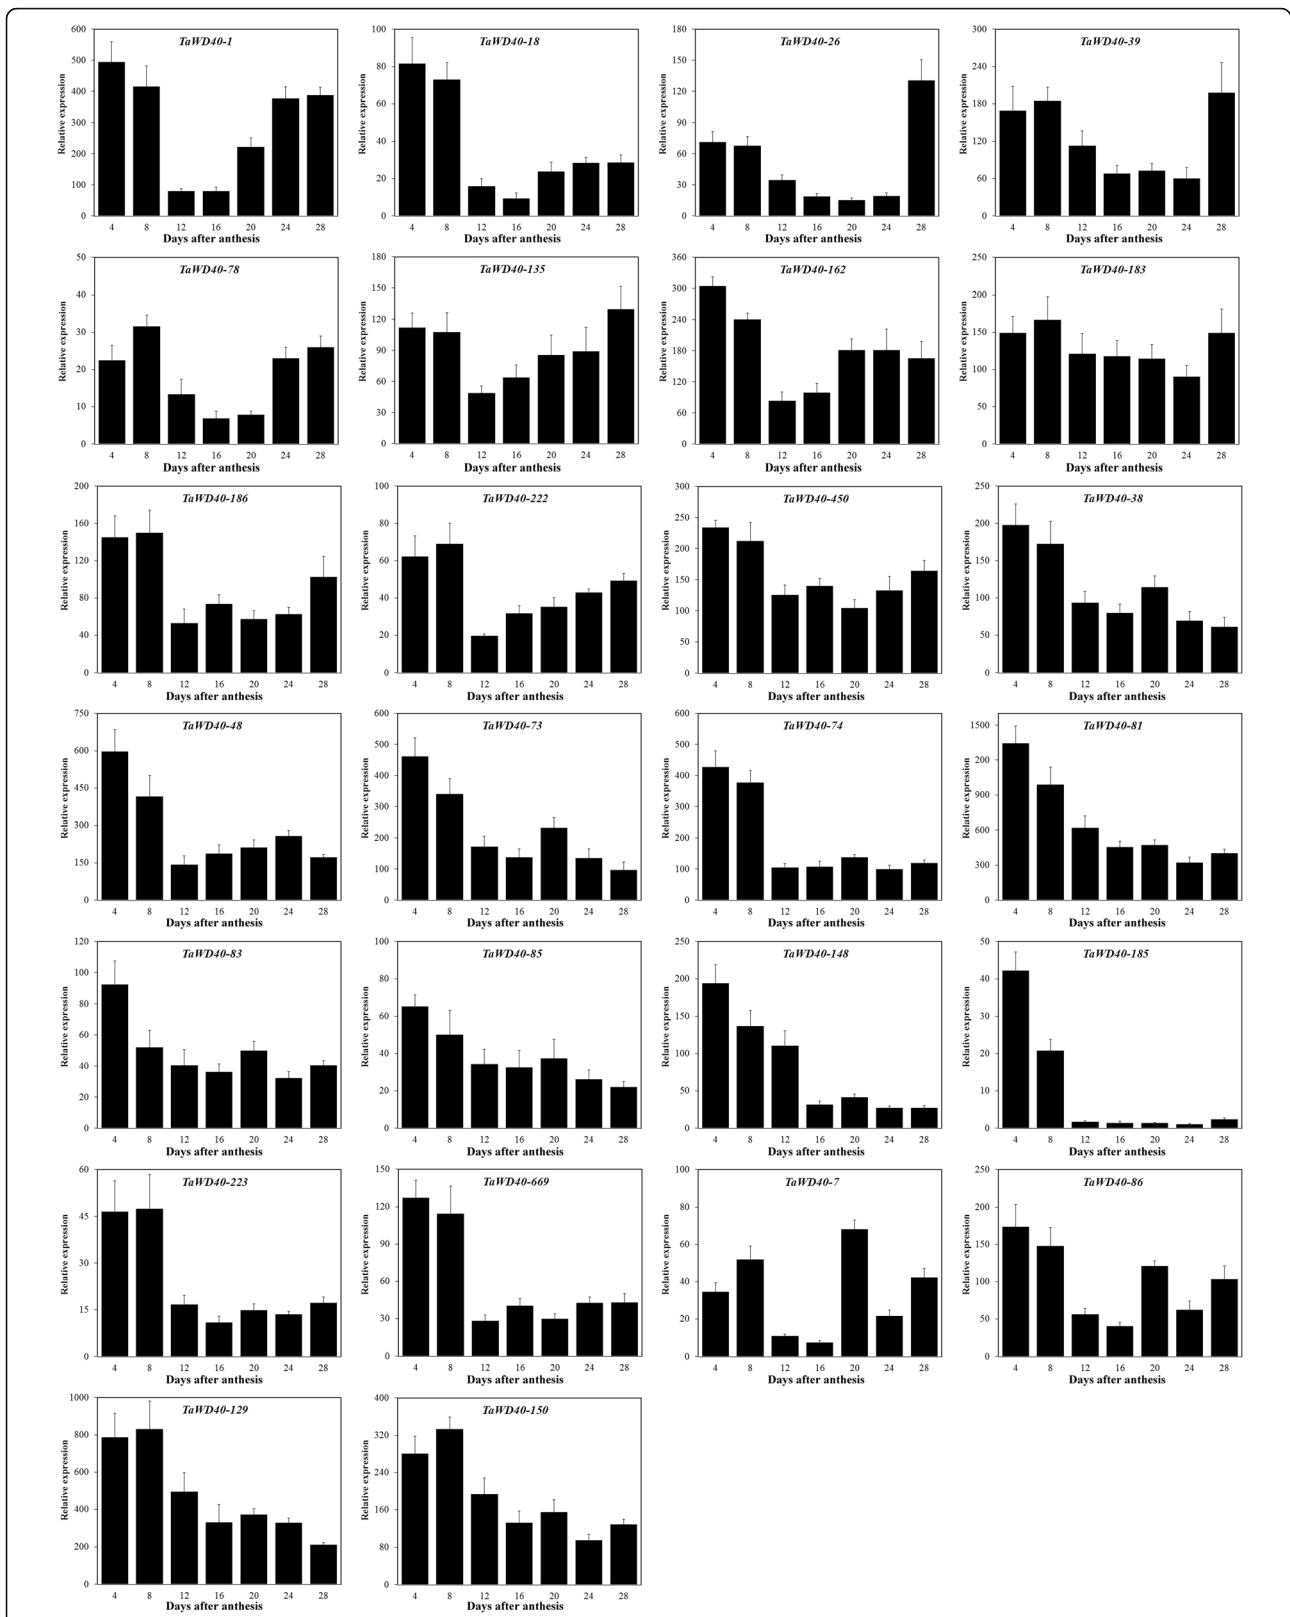 TaWD40-1
Relative expression
600
500
400
300
200
100
0
4 8 12 16 20 24 28
Days after anthesis
TaWD40-18
Relative expression
100
80
60
40
20
0
4 8 12 16 20 24 28
Days after anthesis
TaWD40-26
Relative expression
180
150
120
90
60
30
0
4 8 12 16 20 24 28
Days after anthesis
TaWD40-39
Relative expression
300
240
180
120
60
0
4 8 12 16 20 24 28
Days after anthesis
TaWD40-78
Relative expression
50
40
30
20
10
0
4 8 12 16 20 24 28
Days after anthesis
TaWD40-135
Relative expression
180
150
120
90
60
30
0
4 8 12 16 20 24 28
Days after anthesis
TaWD40-162
Relative expression
360
300
240
180
120
60
0
4 8 12 16 20 24 28
Days after anthesis
TaWD40-183
Relative expression
250
200
150
100
50
0
4 8 12 16 20 24 28
Days after anthesis
TaWD40-186
Relative expression
200
160
120
80
40
0
4 8 12 16 20 24 28
Days after anthesis
TaWD40-222
Relative expression
100
80
60
40
20
0
4 8 12 16 20 24 28
Days after anthesis
TaWD40-450
Relative expression
300
250
200
150
100
50
0
4 8 12 16 20 24 28
Days after anthesis
TaWD40-38
Relative expression
250
200
150
100
50
0
4 8 12 16 20 24 28
Days after anthesis
TaWD40-48
Relative expression
750
600
450
300
150
0
4 8 12 16 20 24 28
Days after anthesis
TaWD40-73
Relative expression
600
500
400
300
200
100
0
4 8 12 16 20 24 28
Days after anthesis
TaWD40-74
Relative expression
600
500
400
300
200
100
0
4 8 12 16 20 24 28
Days after anthesis
TaWD40-81
Relative expression
1500
1200
900
600
300
0
4 8 12 16 20 24 28
Days after anthesis
TaWD40-83
Relative expression
120
100
80
60
40
20
0
4 8 12 16 20 24 28
Days after anthesis
TaWD40-85
Relative expression
100
80
60
40
20
0
4 8 12 16 20 24 28
Days after anthesis
TaWD40-148
Relative expression
250
200
150
100
50
0
4 8 12 16 20 24 28
Days after anthesis
TaWD40-185
Relative expression
50
40
30
20
10
0
4 8 12 16 20 24 28
Days after anthesis
TaWD40-223
Relative expression
60
45
30
15
0
4 8 12 16 20 24 28
Days after anthesis
TaWD40-669
Relative expression
150
120
90
60
30
0
4 8 12 16 20 24 28
Days after anthesis
TaWD40-7
Relative expression
100
80
60
40
20
0
4 8 12 16 20 24 28
Days after anthesis
TaWD40-86
Relative expression
250
200
150
100
50
0
4 8 12 16 20 24 28
Days after anthesis
TaWD40-129
Relative expression
1000
800
600
400
200
0
4 8 12 16 20 24 28
Days after anthesis
TaWD40-150
Relative expression
400
320
240
160
80
0
4 8 12 16 20 24 28
Days after anthesis